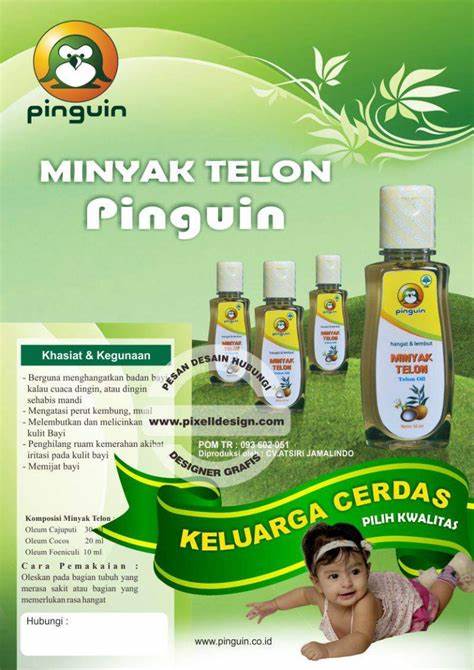 pinguin
MINYAK TELON
Pinguin
pinguin
hangat & lembut
MINYAK
TELON
Telon Oil
Khasiat & Kegunaan
- Berguna menghangatkan badan bayi
kalau cuaca dingin, atau dingin
sehabis mandi
- Mengatasi perut kembung, mual
- Melembutkan dan melicinkan
kulit Bayi
- Penghilang ruam kemerahan akibat
iritasi pada kulit bayi
- Memijat bayi
PESAN DESAIN HUBUNGI
www.pixelldesign.com
DESIGNER GRAFIS
POM TR : 093 602 051
Diproduksi oleh : CV.ATSIRI JAMALINDO
KELUARGA CERDAS
PILIH KWALITAS
Komposisi Minyak Telon :
Oleum Cajuputi 30 ml
Oleum Cocos 20 ml
Oleum Foeniculi 10 ml
Cara Pemakaian :
Oleskan pada bagian tubuh yang
merasa sakit atau bagian yang
memerlukan rasa hangat
Hubungi :
www.pinguin.co.id